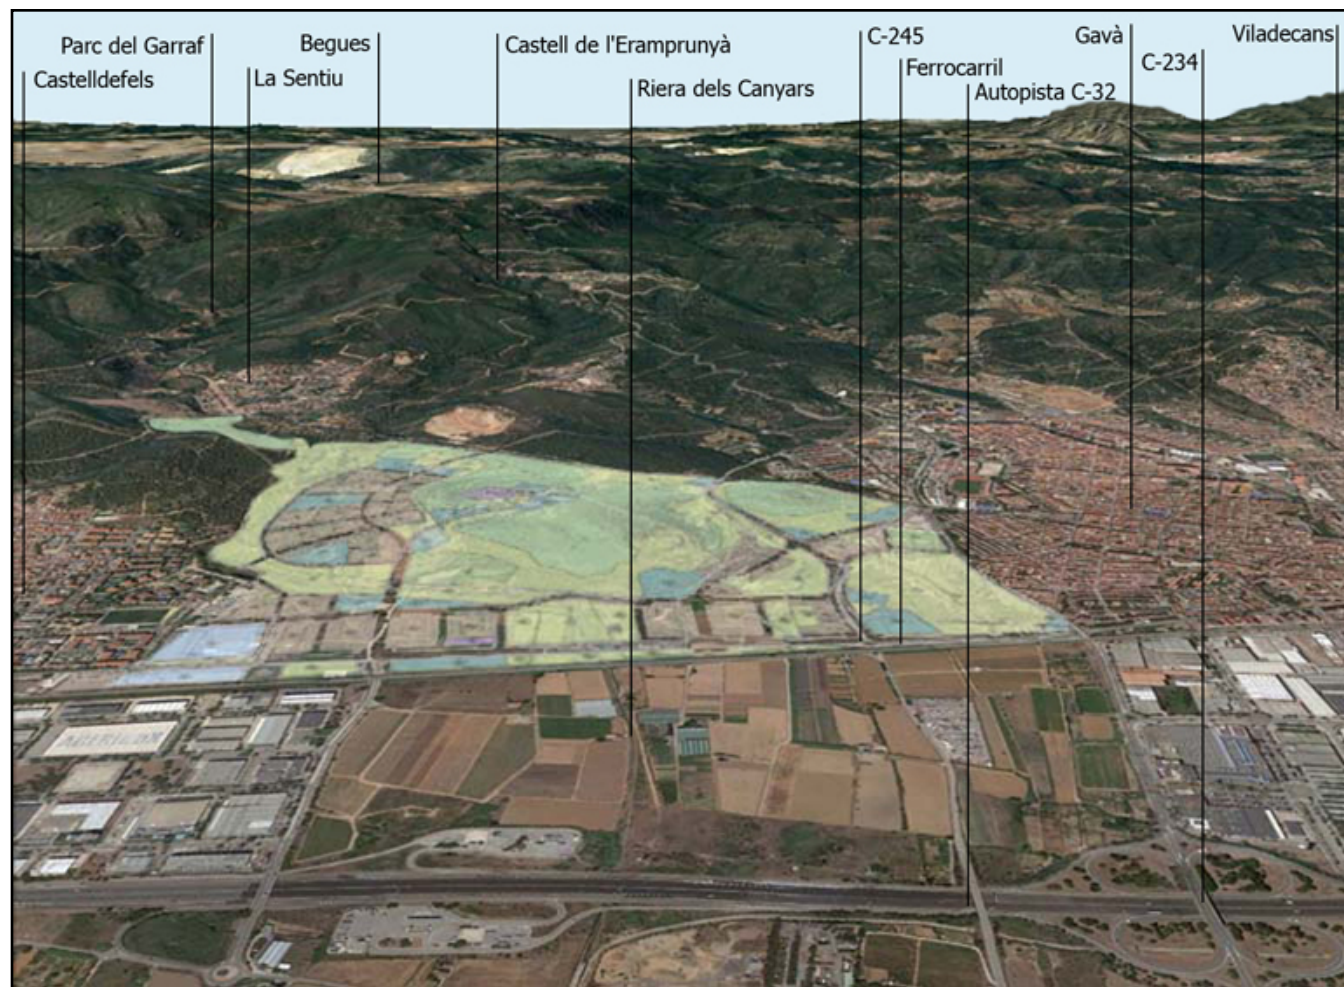 Parc del Garraf
Begues
Castell de l'Eramprunyà
C-245
Gavà
Viladecans
Castelldefels
La Sentiu
Riera dels Canyars
Ferrocarril
C-234
Autopista C-32